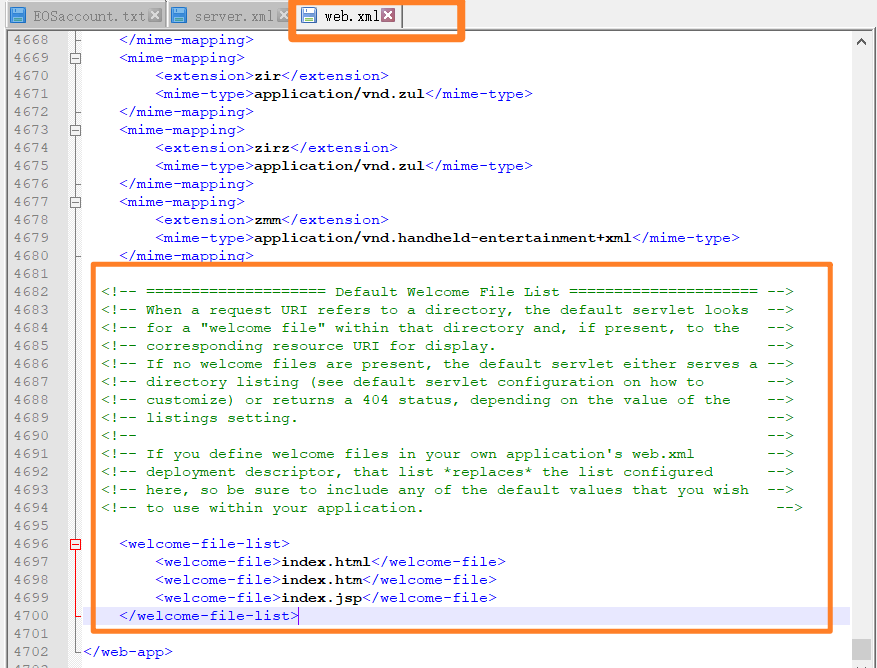 EOSaccount.txt server.xml web.xml
4668 </mime-mapping>
4669 <mime-mapping>
4670 <extension>zir</extension>
4671 <mime-type>application/vnd.zul</mime-type>
4672 </mime-mapping>
4673 <mime-mapping>
4674 <extension>zirz</extension>
4675 <mime-type>application/vnd.zul</mime-type>
4676 </mime-mapping>
4677 <mime-mapping>
4678 <extension>zmm</extension>
4679 <mime-type>application/vnd.handheld-entertainment+xml</mime-type>
4680 </mime-mapping>
4681
4682 <!-- ==================== Default Welcome File List ===================== -->
4683 <!-- When a request URI refers to a directory, the default servlet looks -->
4684 <!-- for a "welcome file" within that directory and, if present, to the -->
4685 <!-- corresponding resource URI for display. -->
4686 <!-- If no welcome files are present, the default servlet either serves a -->
4687 <!-- directory listing (see default servlet configuration on how to -->
4688 <!-- customize) or returns a 404 status, depending on the value of the -->
4689 <!-- listings setting. -->
4690 <!-- -->
4691 <!-- If you define welcome files in your own application's web.xml -->
4692 <!-- deployment descriptor, that list *replaces* the list configured -->
4693 <!-- here, so be sure to include any of the default values that you wish -->
4694 <!-- to use within your application. -->
4695
4696 <welcome-file-list>
4697 <welcome-file>index.html</welcome-file>
4698 <welcome-file>index.htm</welcome-file>
4699 <welcome-file>index.jsp</welcome-file>
4700 </welcome-file-list>
4701
4702 </web-app>